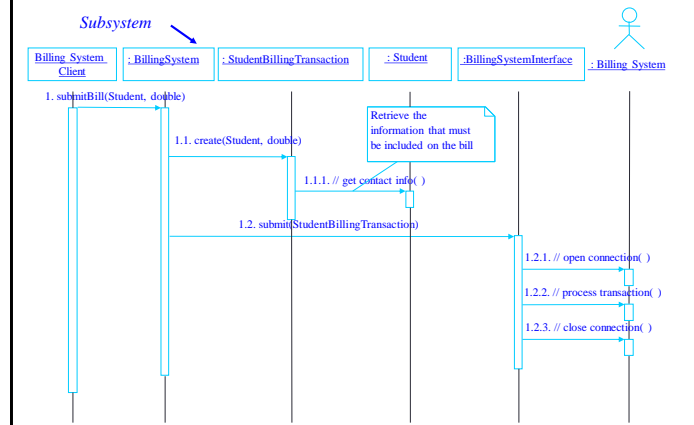 Subsystem
Billing System
Client
: BillingSystem
: StudentBillingTransaction
: Student
:BillingSystemInterface
: Billing System
1. submitBill(Student, double)
Retrieve the
information that must
be included on the bill
1.1. create(Student, double)
1.1.1. // get contact info( )
1.2. submit(StudentBillingTransaction)
1.2.1. // open connection( )
1.2.2. // process transaction( )
1.2.3. // close connection( )